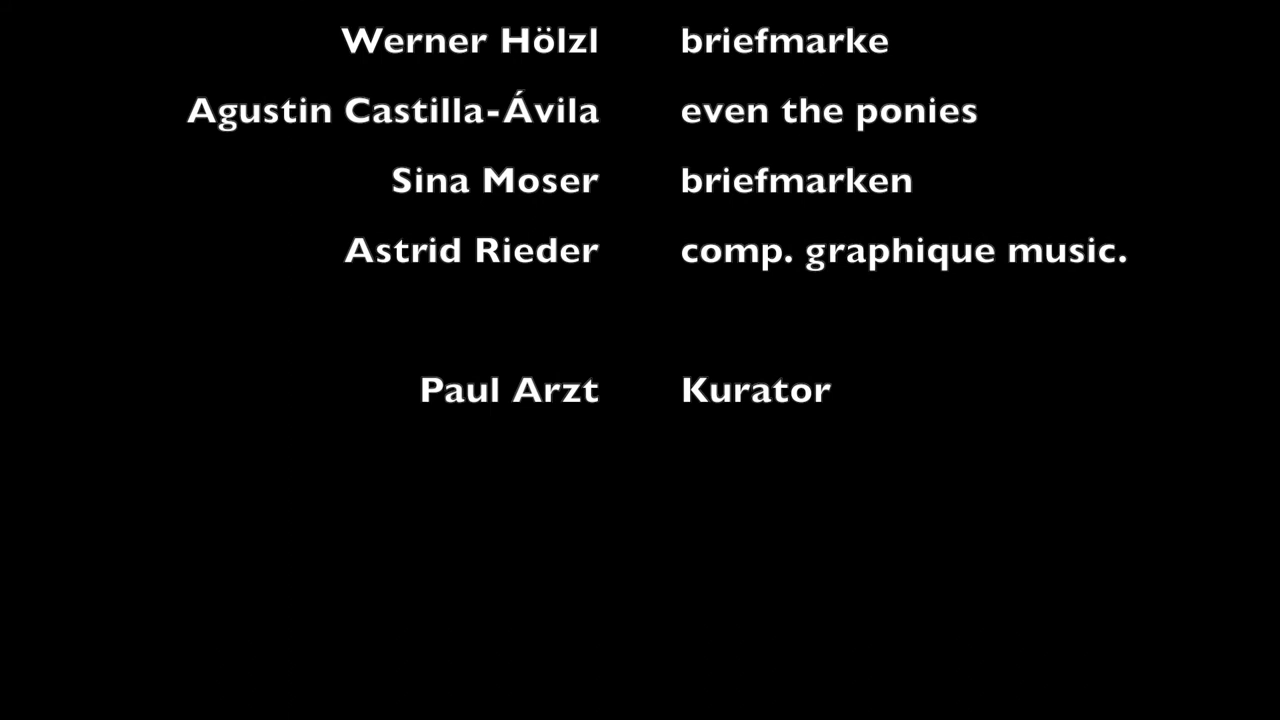 Werner Hölzl briefmarke
Agustin Castilla-Ávila even the ponies
Sina Moser briefmarken
Astrid Rieder comp. graphique music.
Paul Arzt Kurator